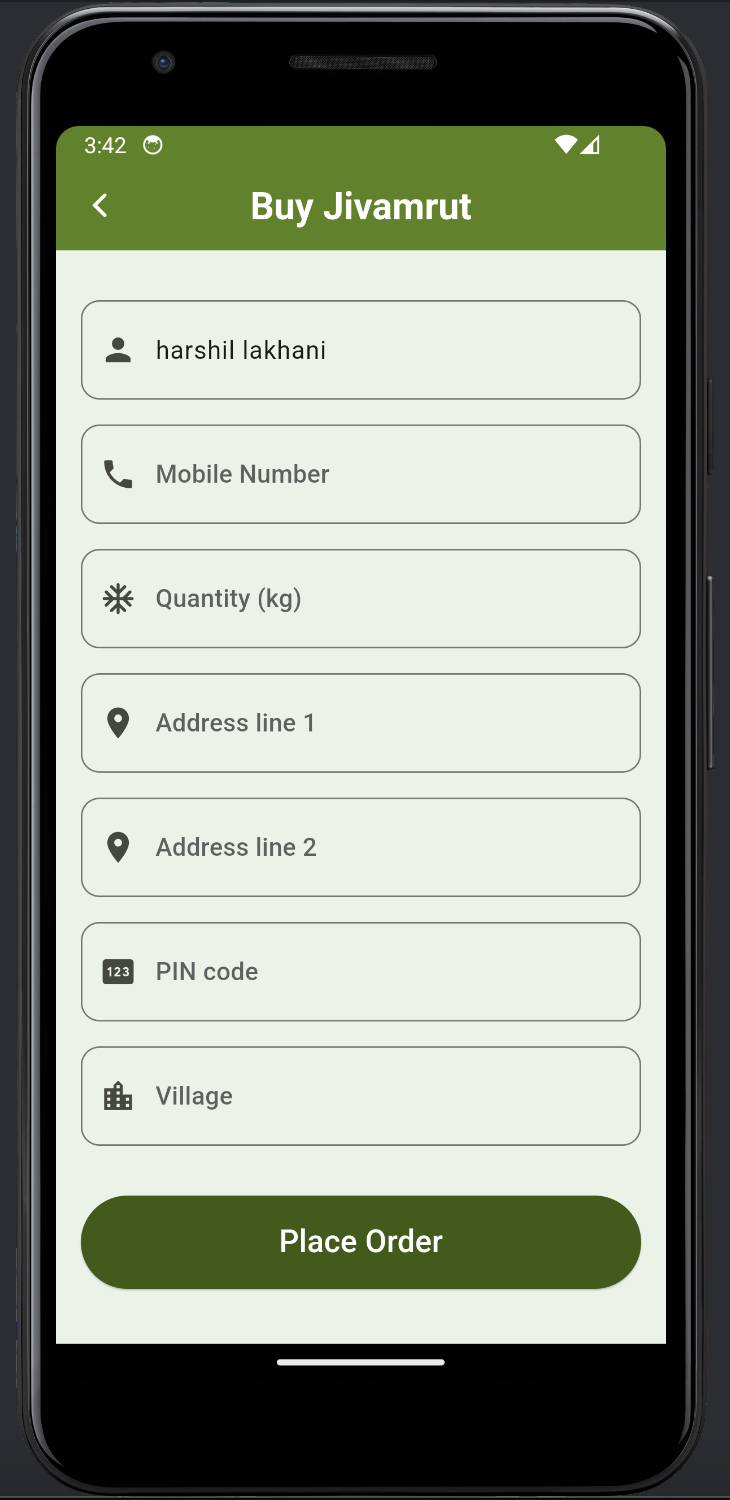 3:42
Buy Jivamrut
harshil lakhani
Mobile Number
Quantity (kg)
Address line 1
Address line 2
123 PIN code
Village
Place Order